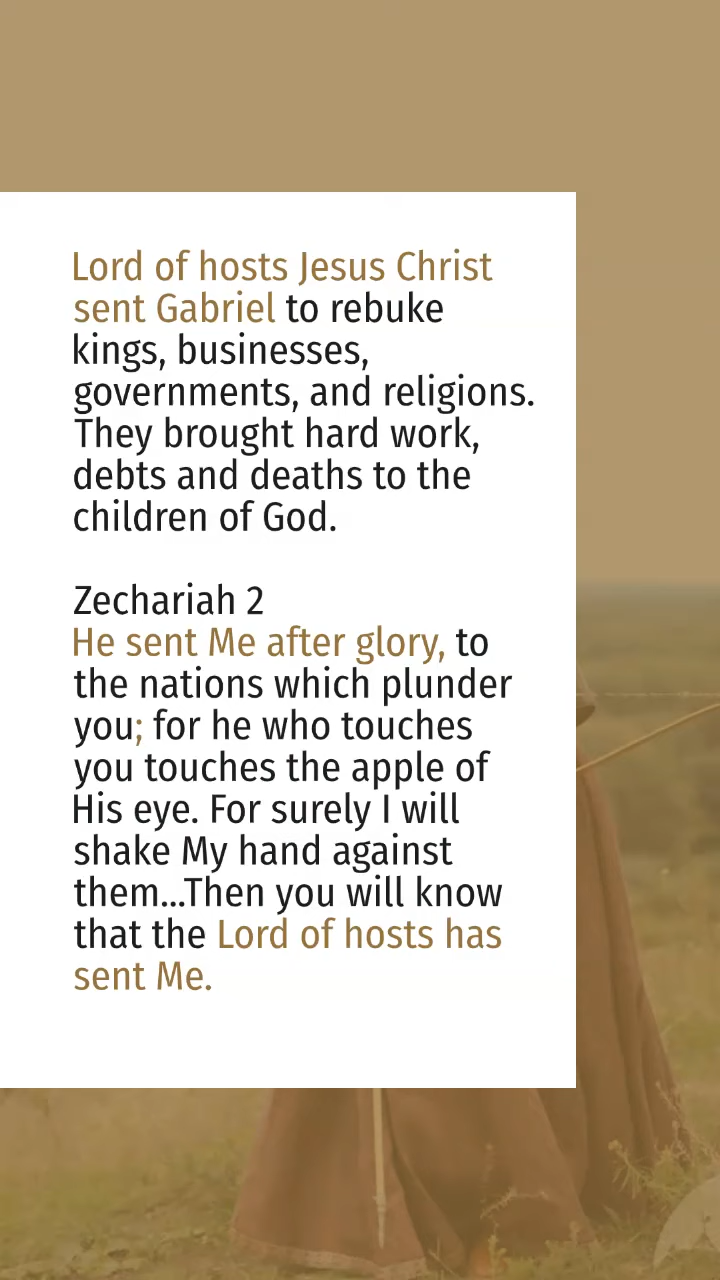 Lord of hosts Jesus Christ
sent Gabriel to rebuke
kings, businesses,
governments, and religions.
They brought hard work,
debts and deaths to the
children of God.

Zechariah 2
He sent Me after glory, to
the nations which plunder
you; for he who touches
you touches the apple of
His eye. For surely I will
shake My hand against
them...Then you will know
that the Lord of hosts has
sent Me.